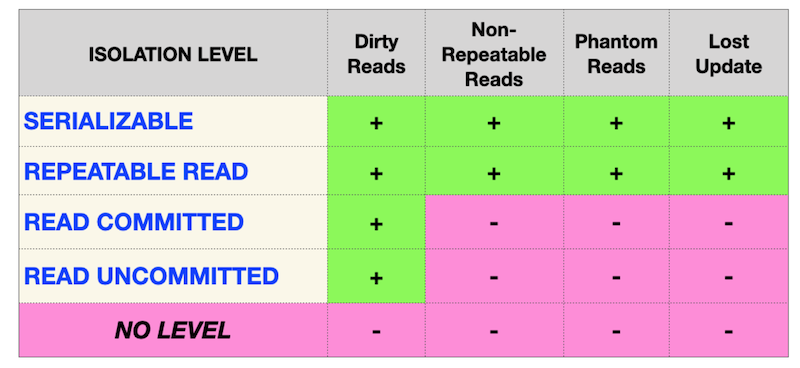 ISOLATION LEVEL Dirty Reads Non-Repeatable Reads Phantom Reads Lost Update
SERIALIZABLE + + + +
REPEATABLE READ + + + +
READ COMMITTED + - - -
READ UNCOMMITTED + - - -
NO LEVEL - - - -